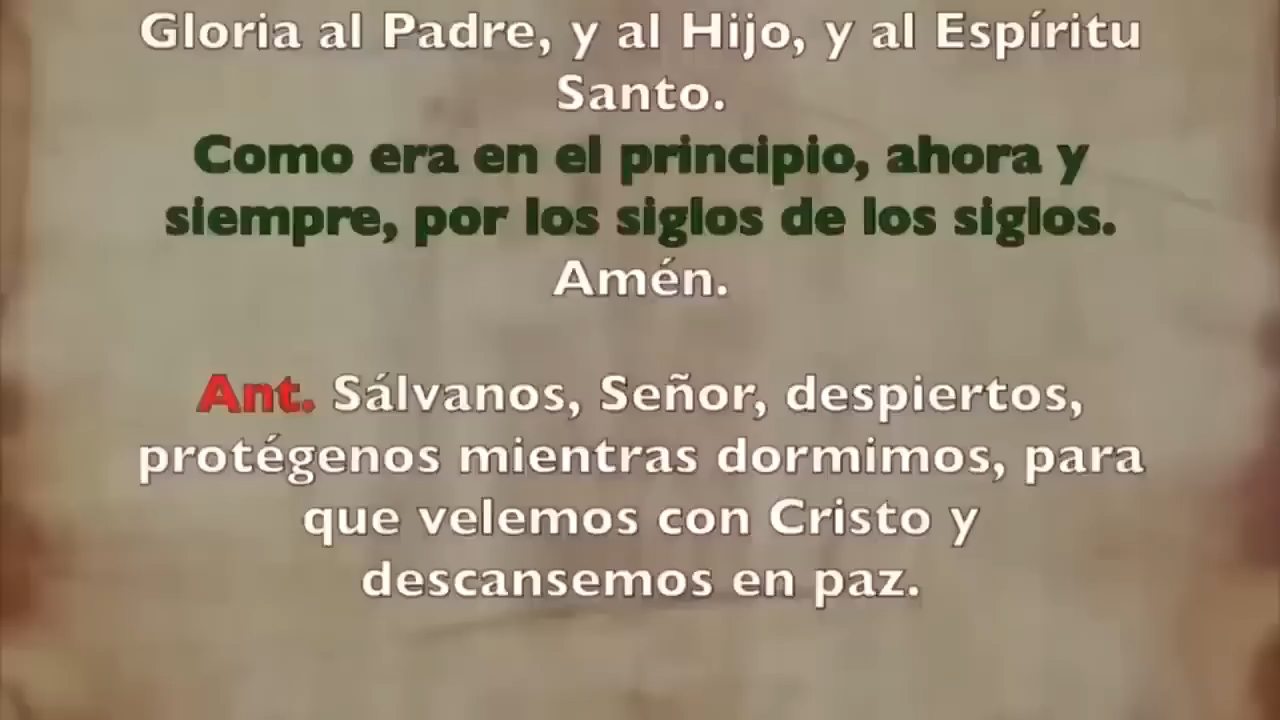 Gloria al Padre, y al Hijo, y al Espíritu
Santo.
Como era en el principio, ahora y
siempre, por los siglos de los siglos.
Amén.
Ant. Sálvanos, Señor, despiertos,
protégenos mientras dormimos, para
que velemos con Cristo y
descansemos en paz.